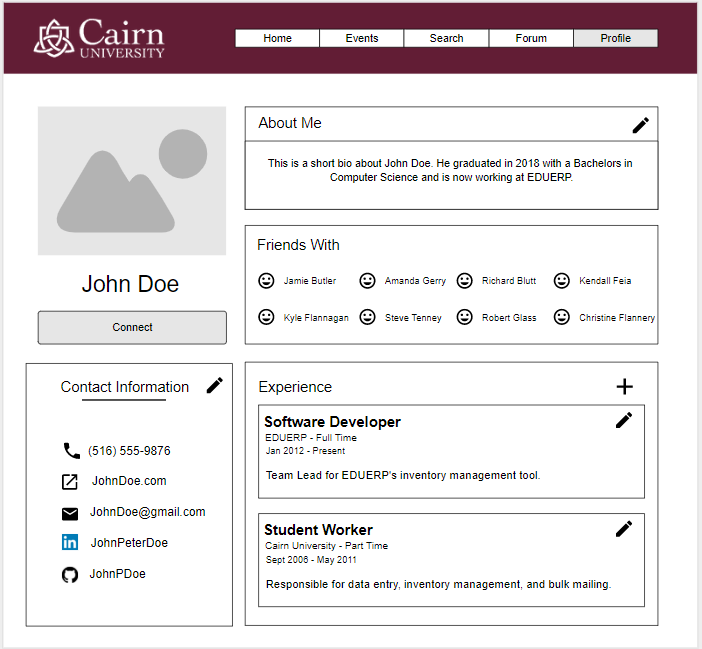 Cairn
UNIVERSITY
Home
Events
Search
Forum
Profile
John Doe
Connect
Contact Information
(516) 555-9876
JohnDoe.com
JohnDoe@gmail.com
in JohnPeterDoe
JohnPDoe
About Me
This is a short bio about John Doe. He graduated in 2018 with a Bachelors in
Computer Science and is now working at EDUERP.
Friends With
Jamie Butler
Amanda Gerry
Richard Blutt
Kendall Feia
Kyle Flannagan
Steve Tenney
Robert Glass
Christine Flannery
Experience
Software Developer
EDUERP - Full Time
Jan 2012 - Present
Team Lead for EDUERP's inventory management tool.
Student Worker
Cairn University - Part Time
Sept 2006 - May 2011
Responsible for data entry, inventory management, and bulk mailing.